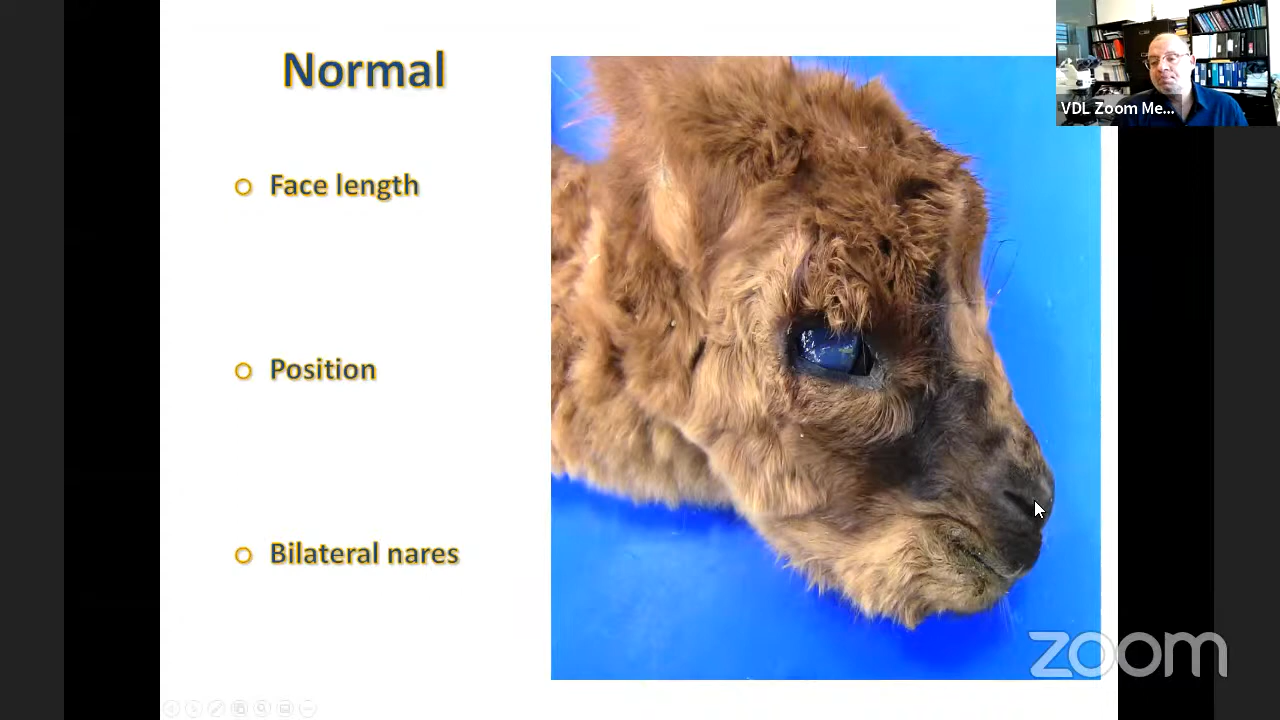 Normal
Face length
Position
Bilateral nares
VDL Zoom Me...
zoom